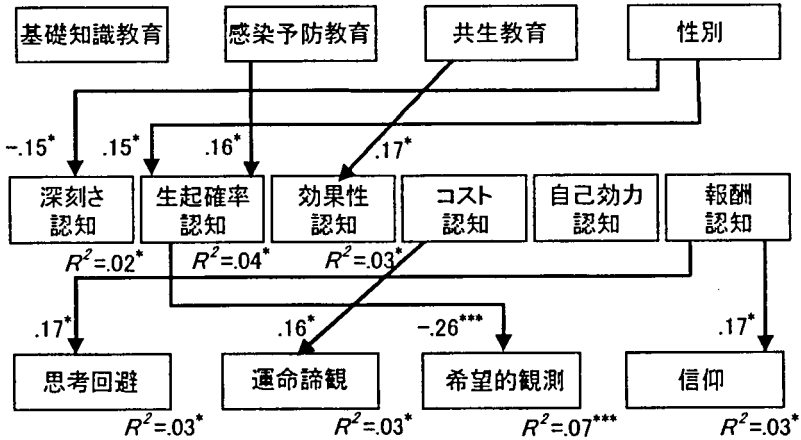 基礎知識教育
感染予防教育
共生教育
性別
-.15*
.15*
.16*
.17*
深刻さ
認知
生起確率
認知
効果性
認知
コスト
認知
自己効力
認知
報酬
認知
R²=.02*
R²=.04*
R²=.03*
.17*
.16*
-.26***
.17*
思考回避
運命諦観
希望的観測
信仰
R²=.03*
R²=.03*
R²=.07***
R²=.03*